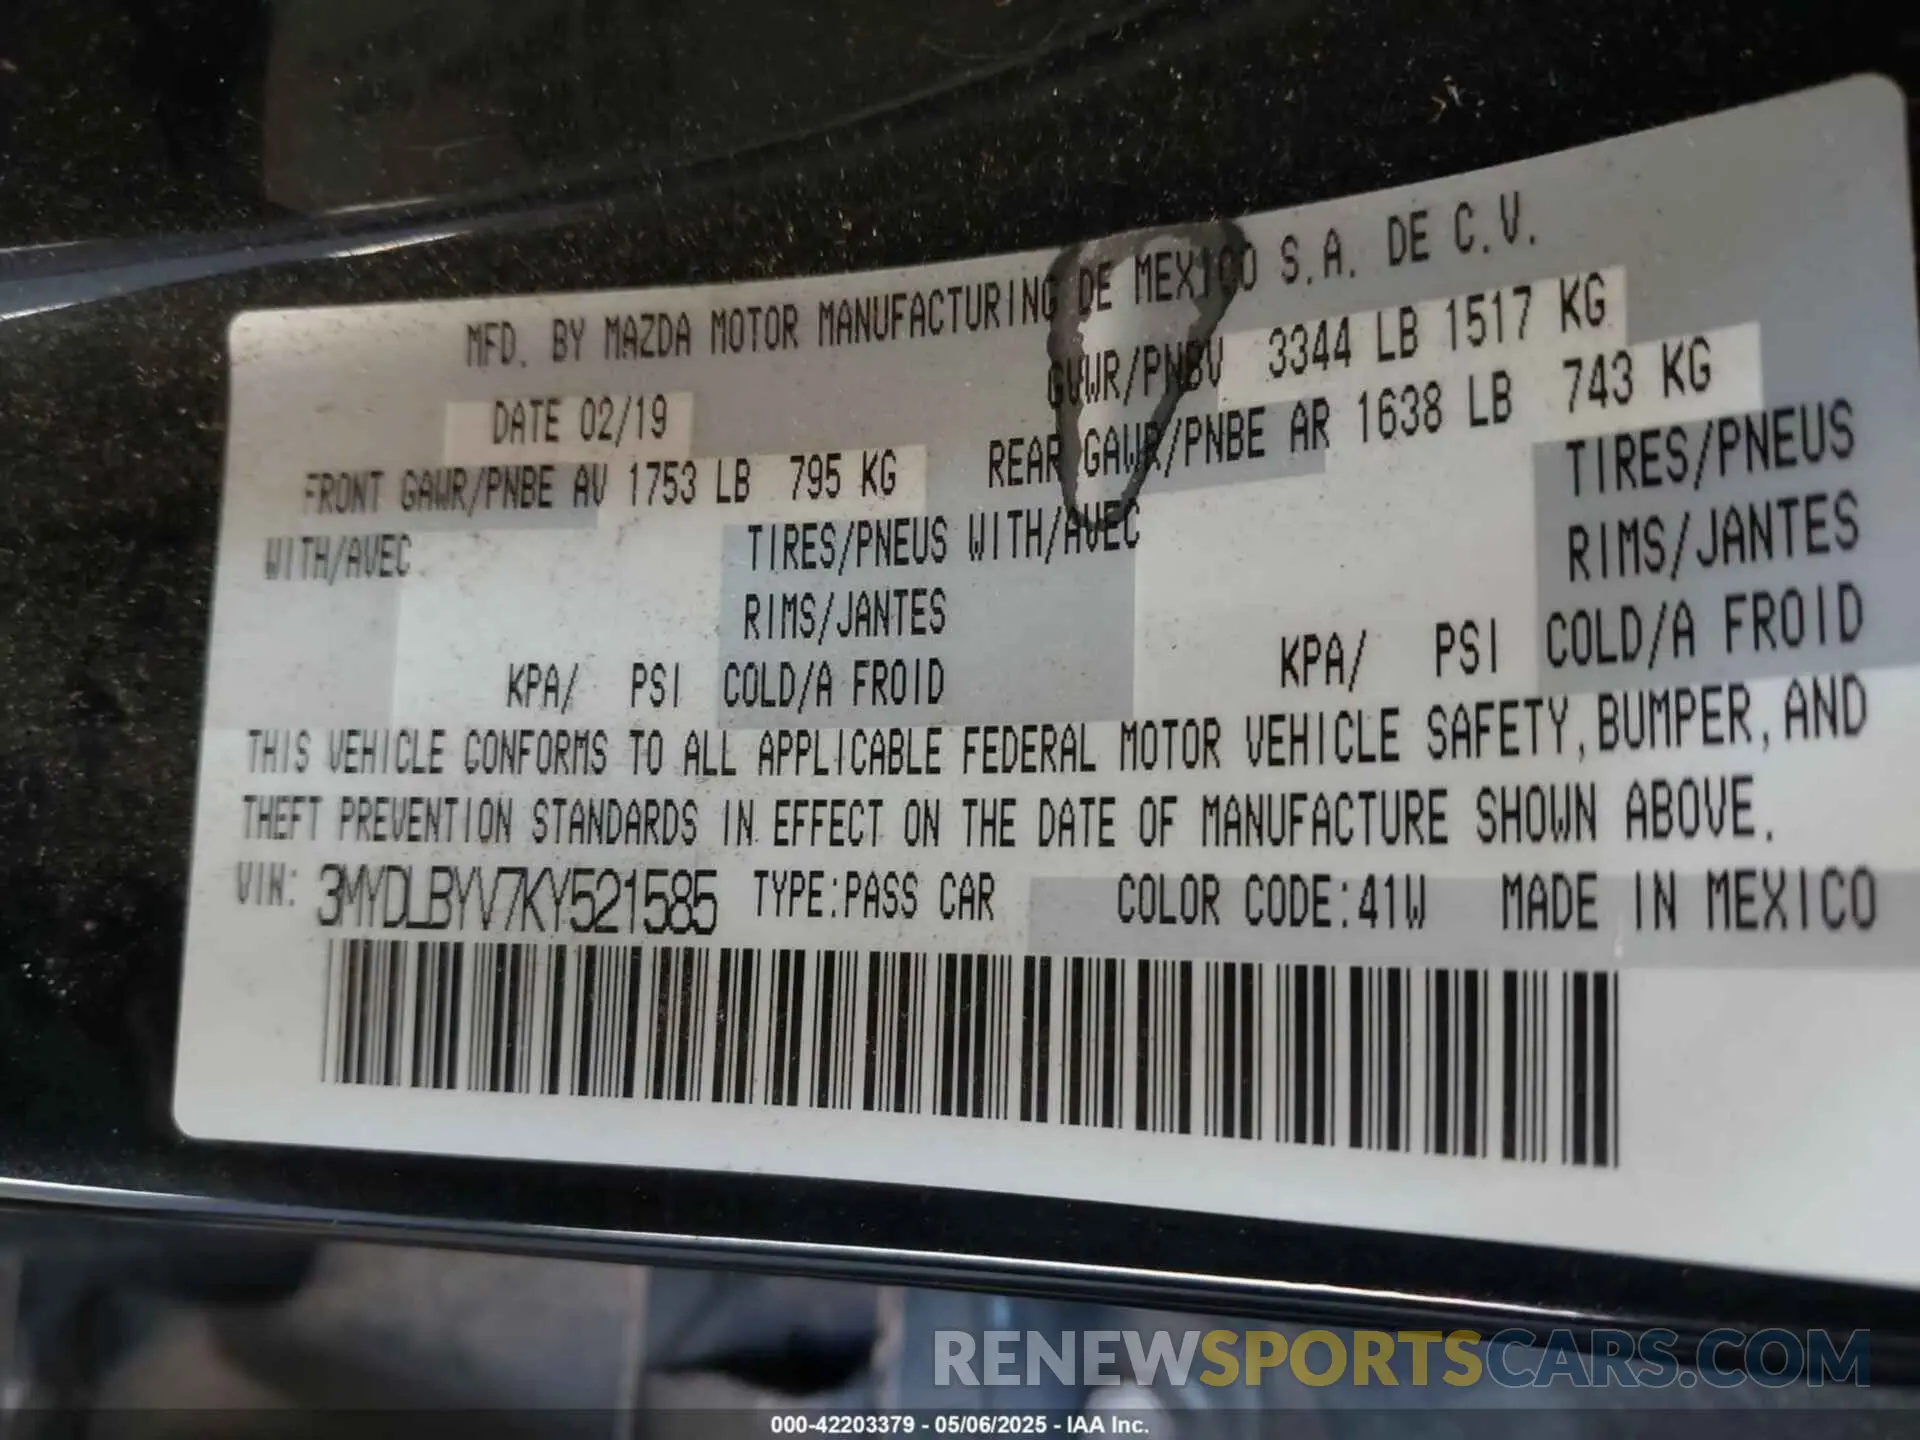 MFD. BY MAZDA MOTOR MANUFACTURING DE MEXICO S.A. DE C.V.
DATE 02/19 GVWR/PNBV 3344 LB 1517 KG
FRONT GAWR/PNBE AV 1753 LB 795 KG REAR GAWR/PNBE AR 1638 LB 743 KG
WITH/AVEC TIRES/PNEUS WITH/AVEC TIRES/PNEUS
RIMS/JANTES RIMS/JANTES
KPA/ PSI COLD/A FROID KPA/ PSI COLD/A FROID
THIS VEHICLE CONFORMS TO ALL APPLICABLE FEDERAL MOTOR VEHICLE SAFETY, BUMPER, AND
THEFT PREVENTION STANDARDS IN EFFECT ON THE DATE OF MANUFACTURE SHOWN ABOVE.
VIN: 3MYDLBYV7KY521585 TYPE:PASS CAR COLOR CODE:41W MADE IN MEXICO
RENEWSPORTSCARS.COM
000-42203379 - 05/06/2025 - IAA Inc.